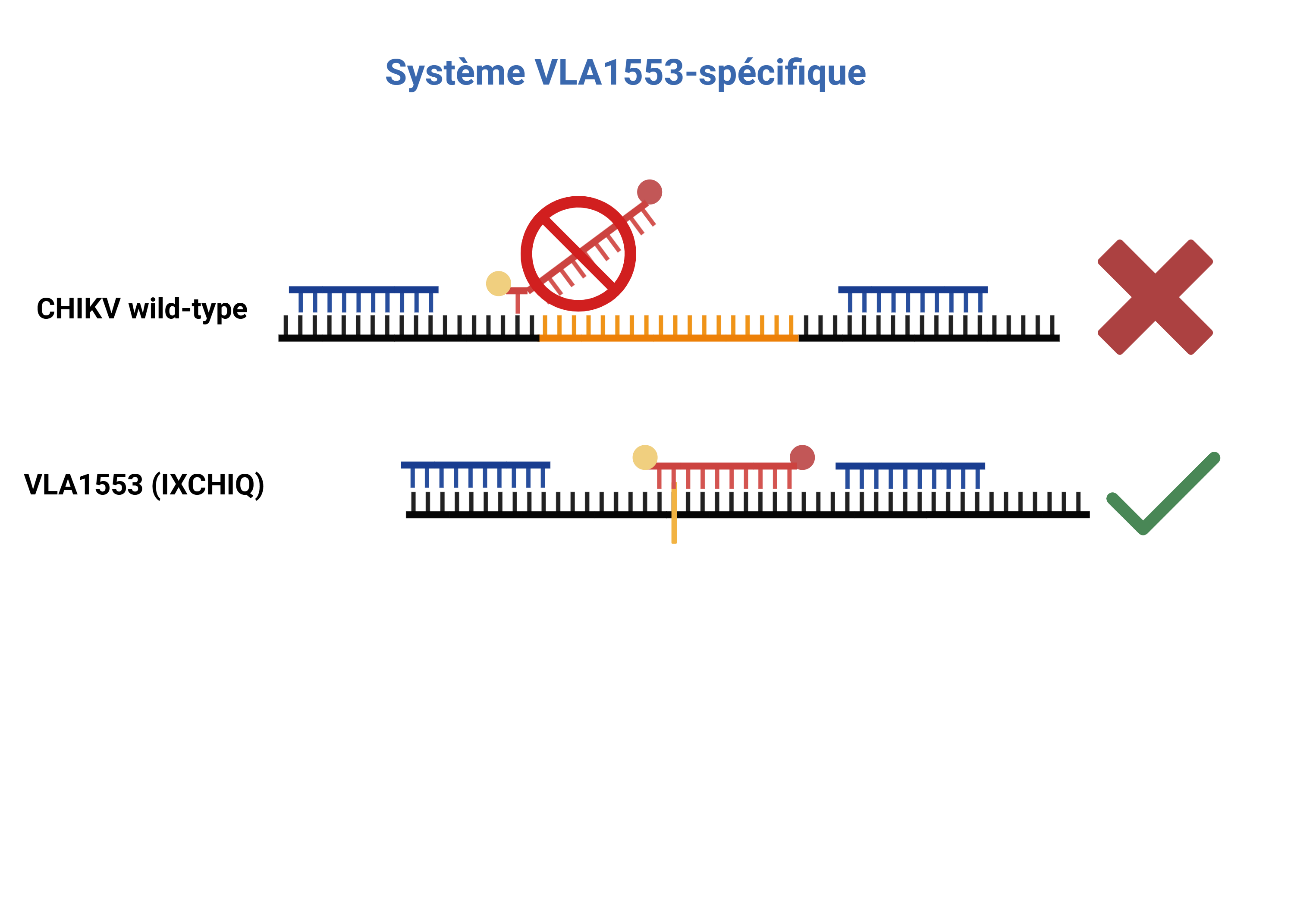 Système VLA1553-spécifique
CHIKV wild-type
VLA1553 (IXCHIQ)